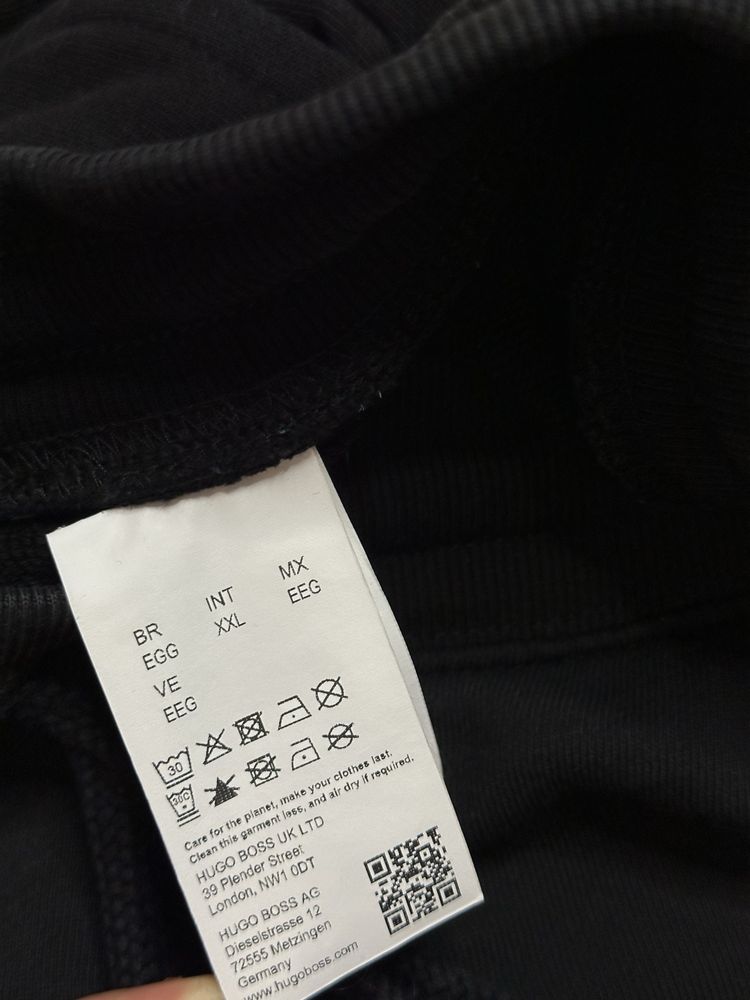 BR
EGG
INT
XXL
MX
EEG
VE
EEG
30
30C
Care for the planet, make your clothes last.
Clean this garment less, and air dry if required.
HUGO BOSS UK LTD
39 Plender Street
London, NW1 0DT
HUGO BOSS AG
Dieselstrasse 12
72555 Metzingen
Germany
www.hugoboss.com